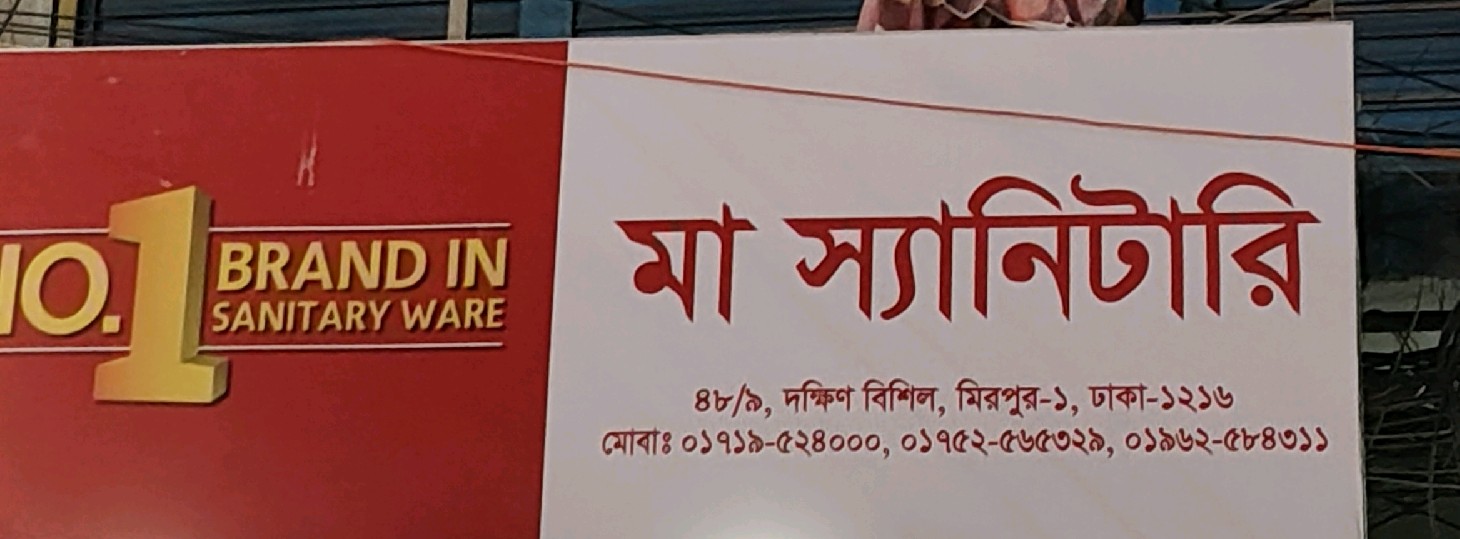 NO.1 BRAND IN
SANITARY WARE
মা স্যানিটারি
৪৮/৯, দক্ষিণ বিশিল, মিরপুর-১, ঢাকা-১২১৬
মোবাঃ ০১৭১৯-৫২৪০০০, ০১৭৫২-৫৬৫৩২৯, ০১৯৬২-৫৮৪৩১১